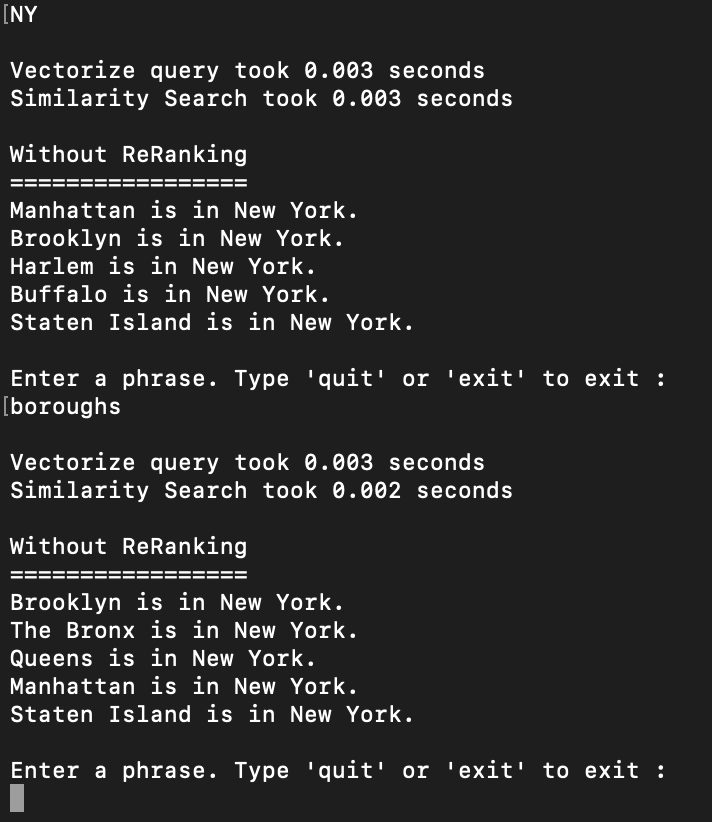 NY
Vectorize query took 0.003 seconds
Similarity Search took 0.003 seconds
Without ReRanking
=================
Manhattan is in New York.
Brooklyn is in New York.
Harlem is in New York.
Buffalo is in New York.
Staten Island is in New York.
Enter a phrase. Type 'quit' or 'exit' to exit :
boroughs
Vectorize query took 0.003 seconds
Similarity Search took 0.002 seconds
Without ReRanking
=================
Brooklyn is in New York.
The Bronx is in New York.
Queens is in New York.
Manhattan is in New York.
Staten Island is in New York.
Enter a phrase. Type 'quit' or 'exit' to exit :